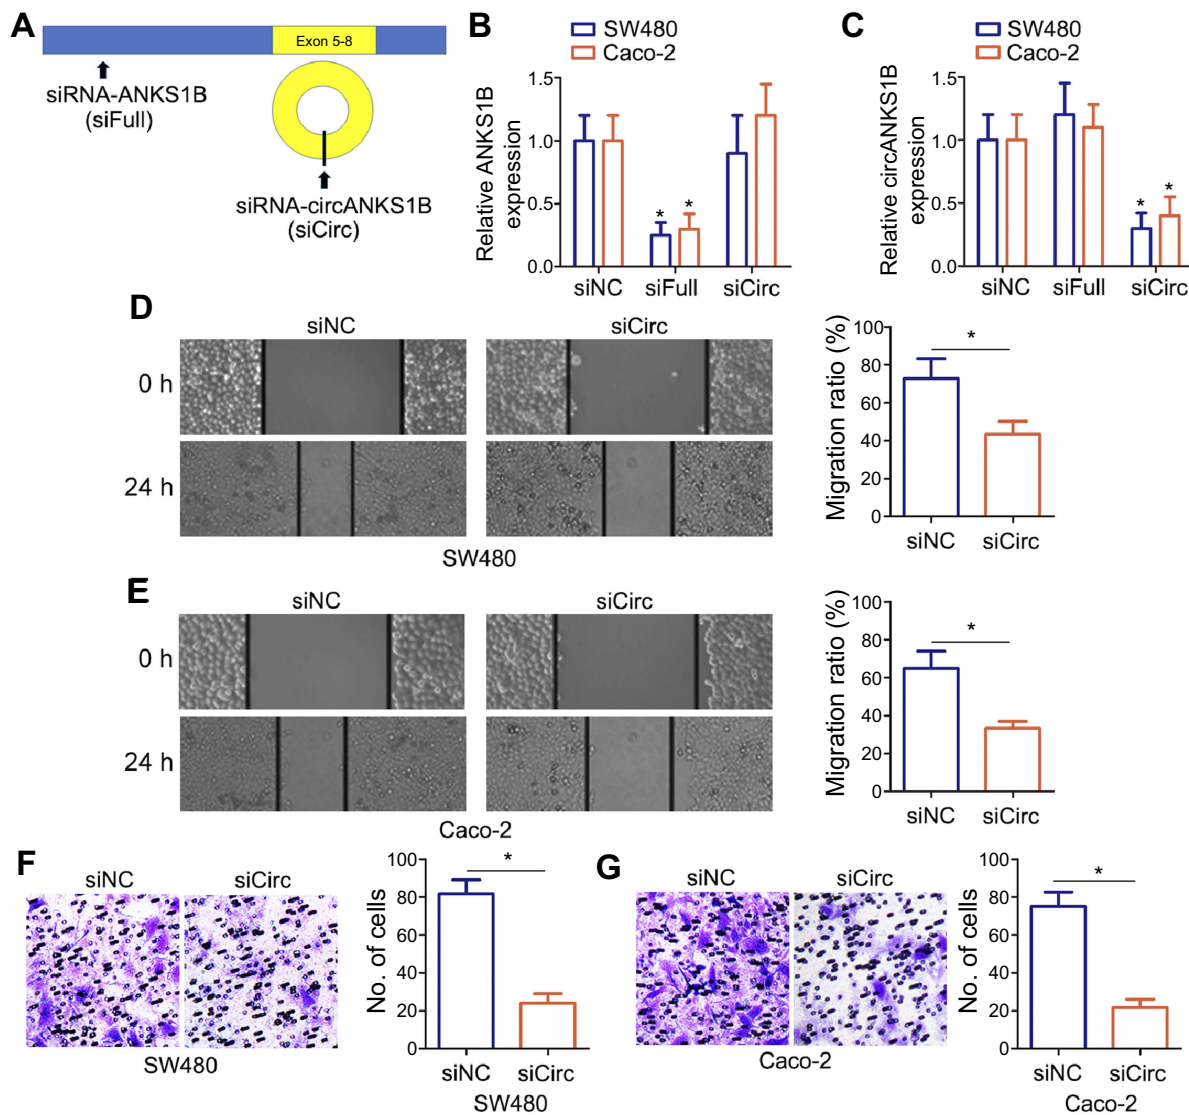 A
Exon 5-8
siRNA-ANKS1B
(siFull)
siRNA-circANKS1B
(siCirc)
B
SW480
Caco-2
Relative ANKS1B
expression
1.5
1.0
0.5
0.0
*
*
siNC
siFull
siCirc
C
SW480
Caco-2
Relative circANKS1B
expression
1.5
1.0
0.5
0.0
*
*
siNC
siFull
siCirc
D
siNC
siCirc
0 h
24 h
SW480
Migration ratio (%)
100
80
60
40
20
0
*
siNC
siCirc
E
siNC
siCirc
0 h
24 h
Caco-2
Migration ratio (%)
100
80
60
40
20
0
*
siNC
siCirc
F
siNC
siCirc
SW480
No. of cells
100
80
60
40
20
0
*
siNC
siCirc
SW480
G
siNC
siCirc
Caco-2
No. of cells
100
80
60
40
20
0
*
siNC
siCirc
Caco-2